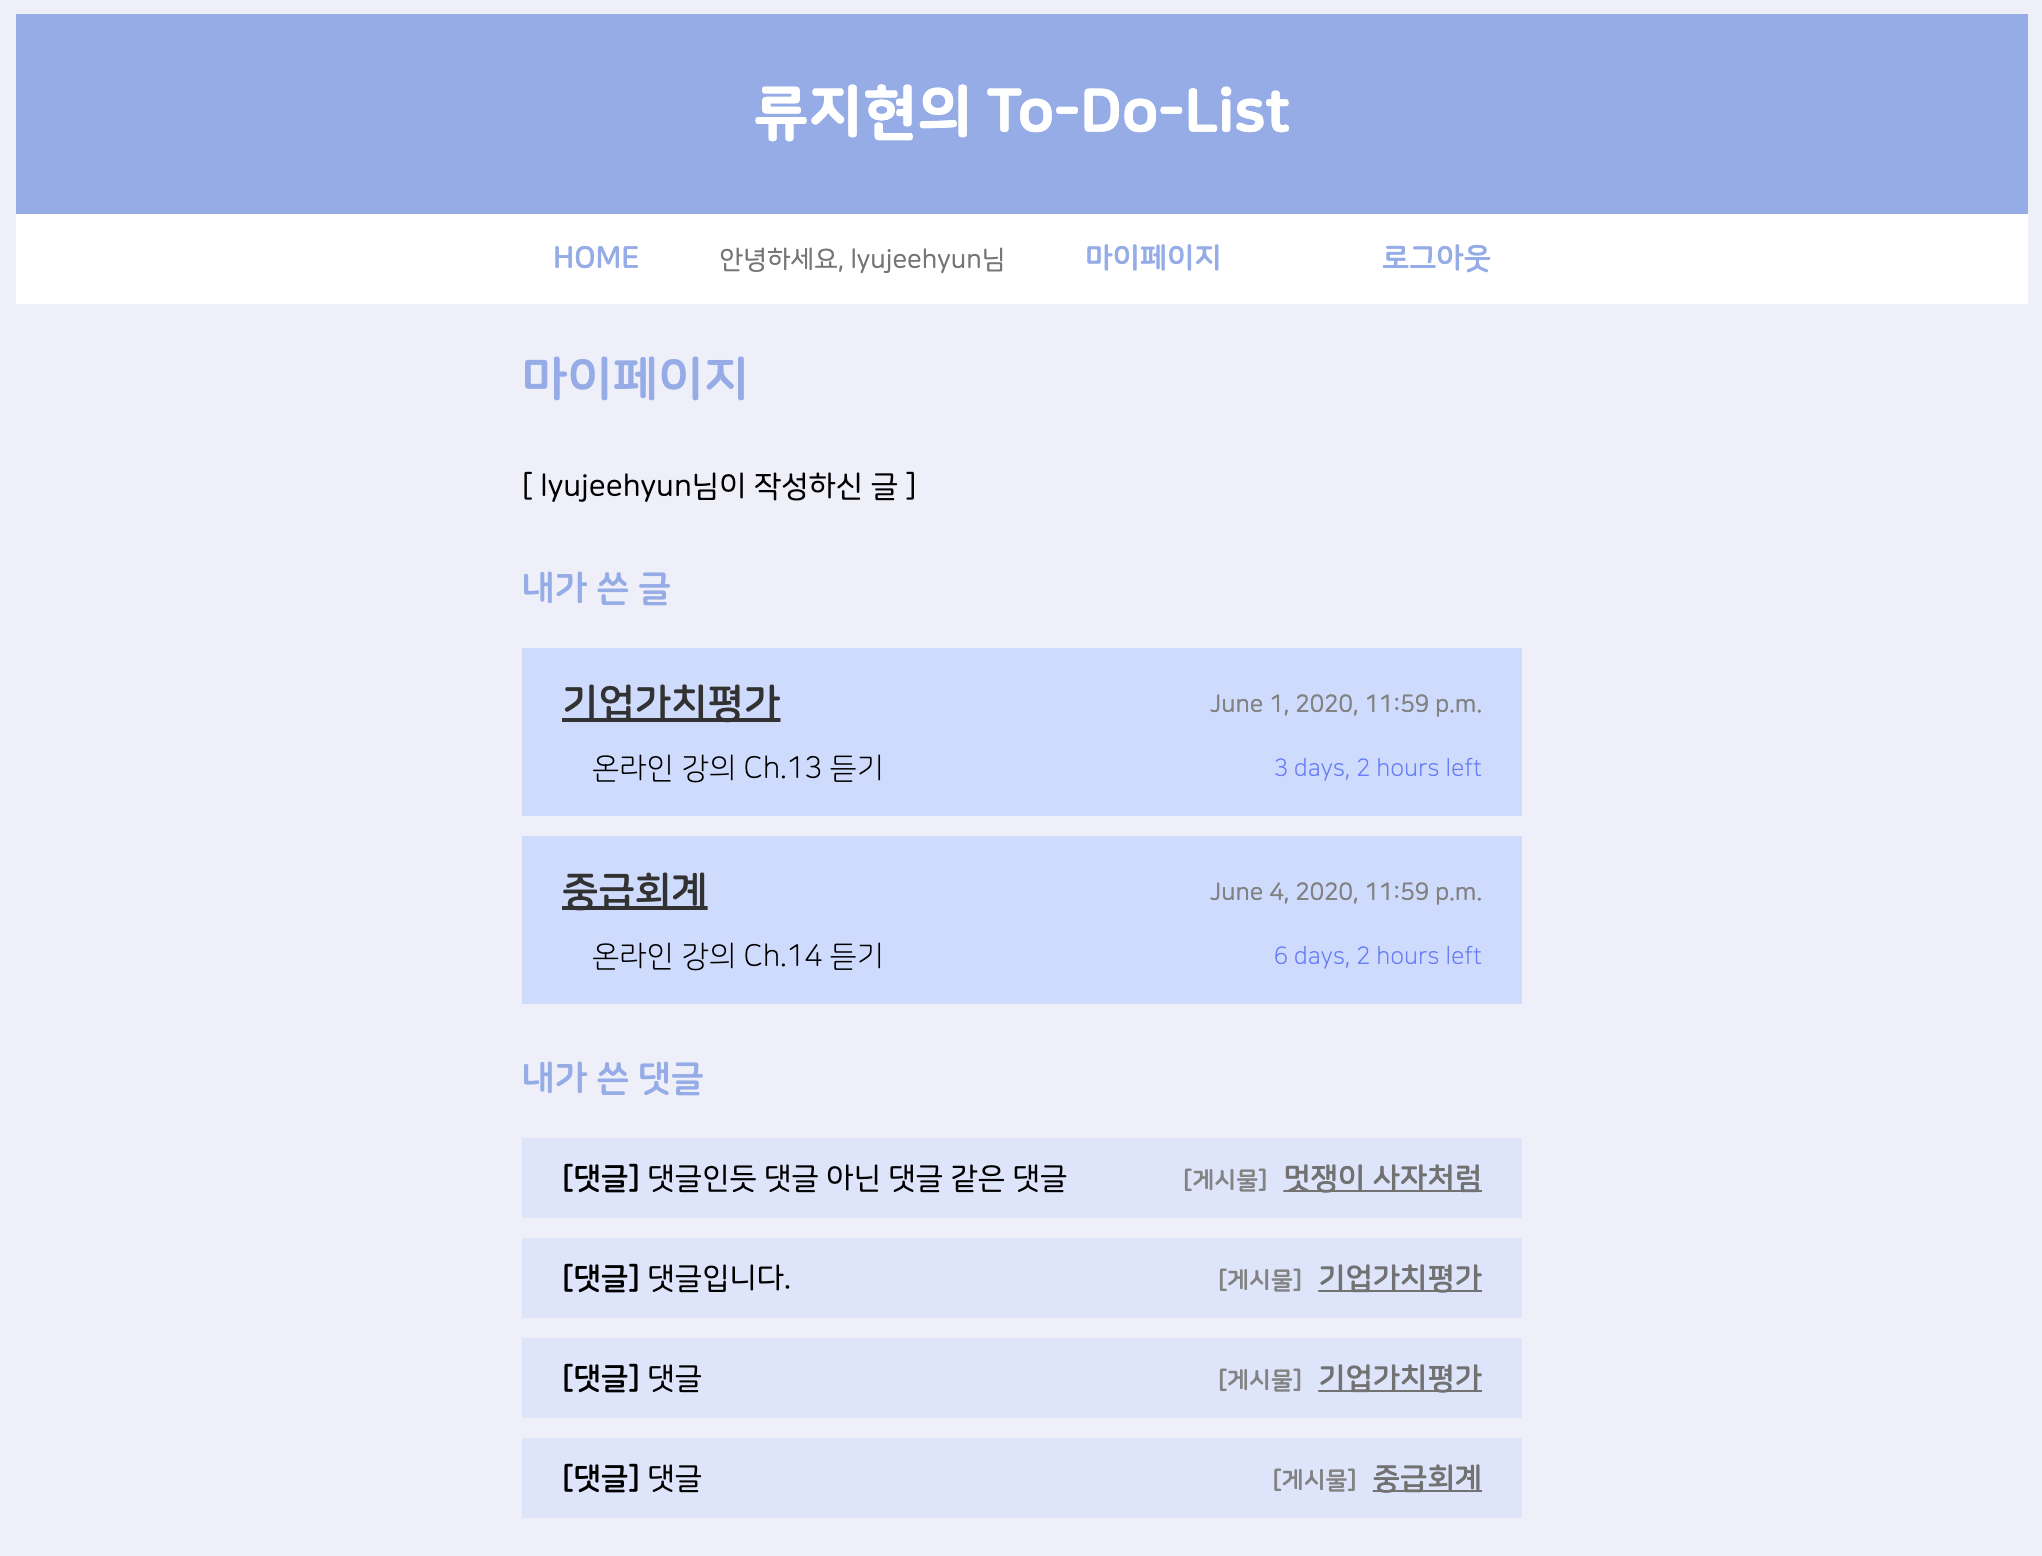 류지현의 To-Do-List
HOME 안녕하세요, lyujeehyun님 마이페이지 로그아웃
마이페이지
[ lyujeehyun님이 작성하신 글 ]
내가 쓴 글
기업가치평가 June 1, 2020, 11:59 p.m.
온라인 강의 Ch.13 듣기 3 days, 2 hours left
중급회계 June 4, 2020, 11:59 p.m.
온라인 강의 Ch.14 듣기 6 days, 2 hours left
내가 쓴 댓글
[댓글] 댓글인듯 댓글 아닌 댓글 같은 댓글 [게시물] 멋쟁이 사자처럼
[댓글] 댓글입니다. [게시물] 기업가치평가
[댓글] 댓글 [게시물] 기업가치평가
[댓글] 댓글 [게시물] 중급회계